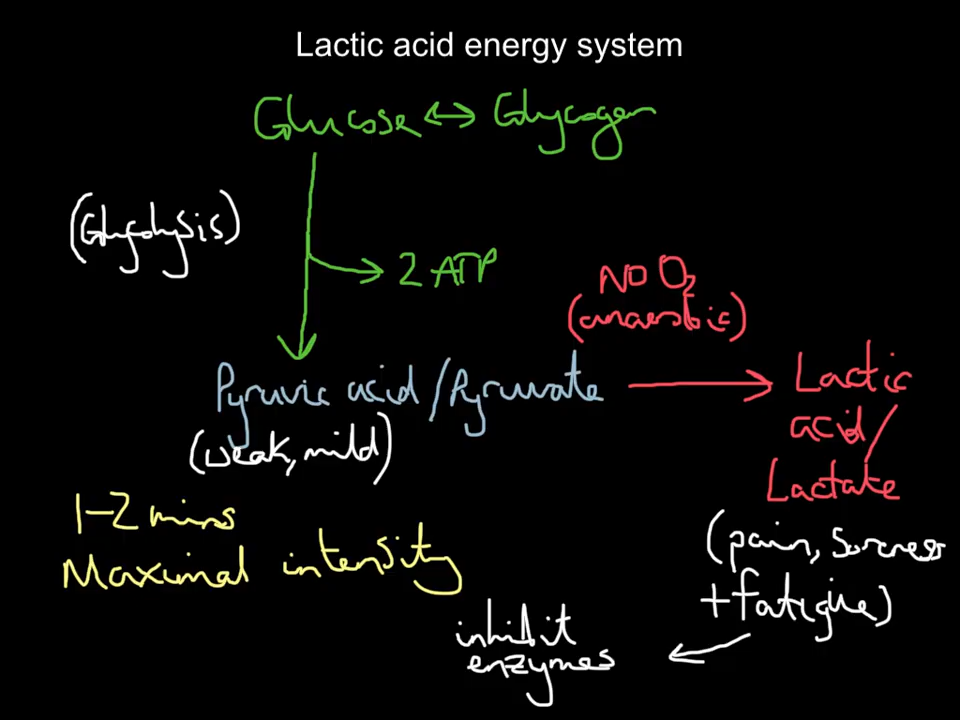 Lactic acid energy system
Glucose ↔ Glycogen
(Glycolysis)
→ 2 ATP
NO O2
(anaerobic)
Pyruvic acid / Pyruvate → Lactic
acid /
Lactate
(weak, mild)
1-2 mins
Maximal intensity
(pain, soreness
+ fatigue)
inhibit
enzymes